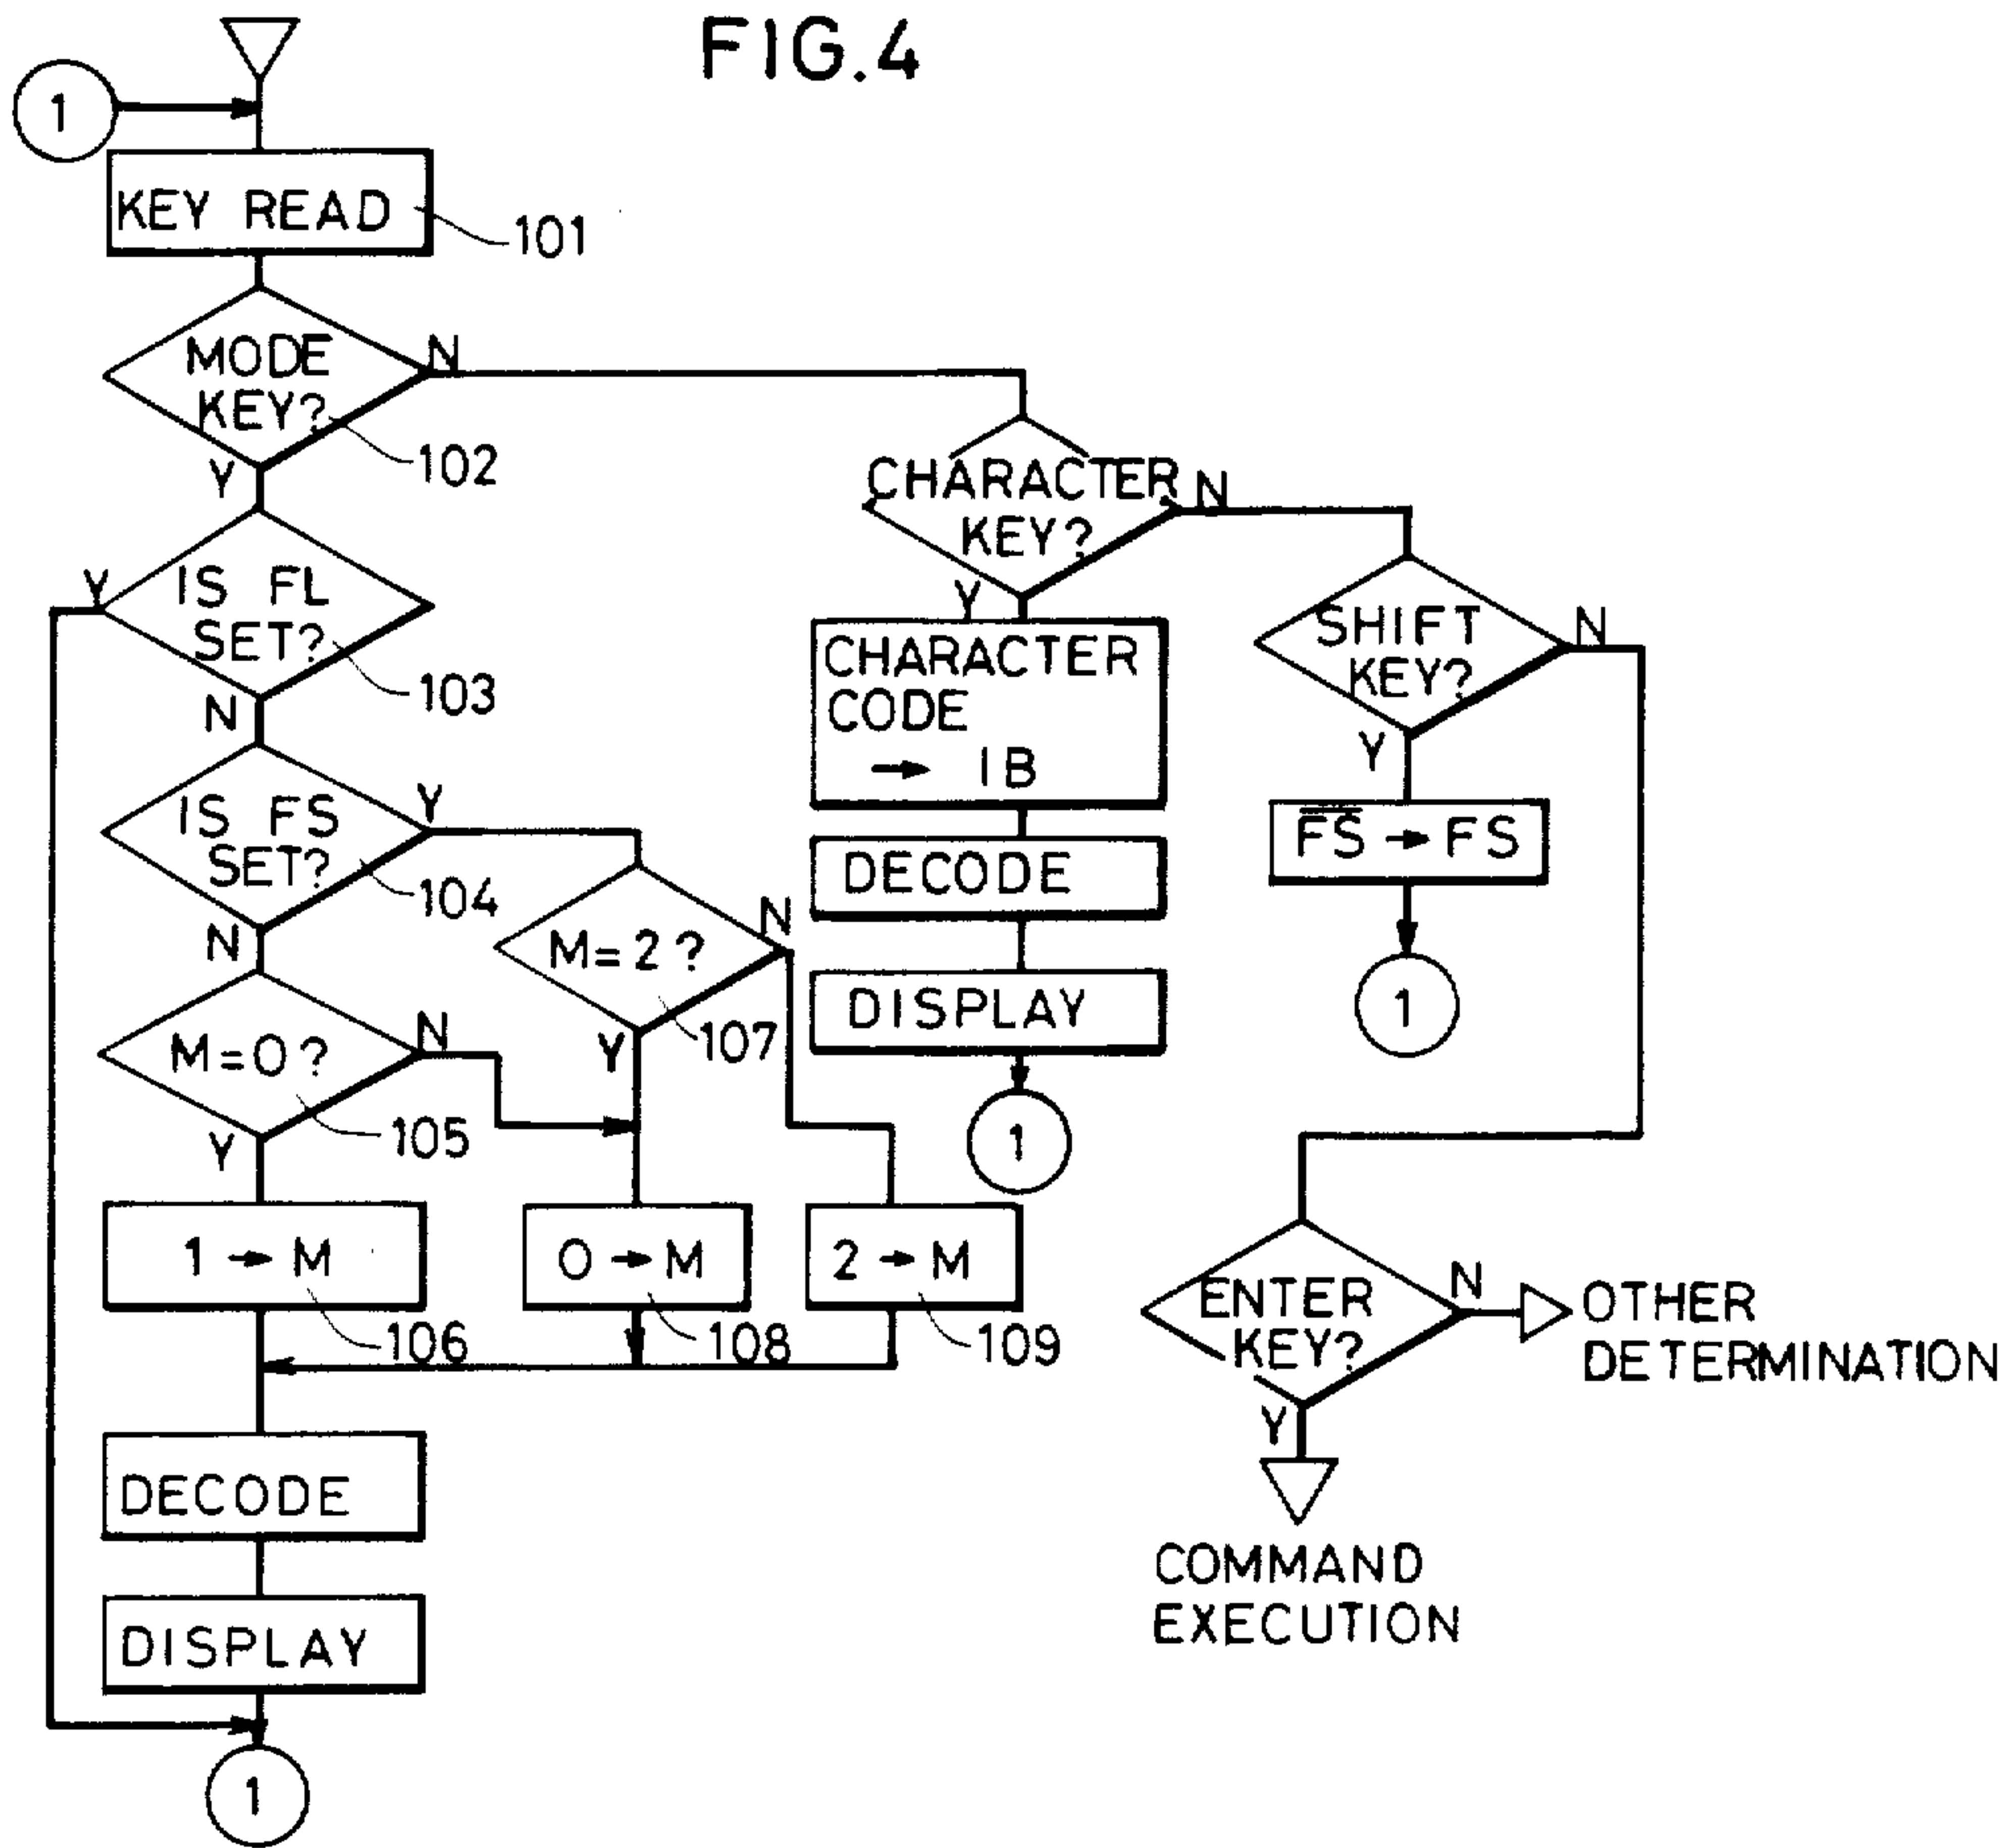 FIG.4
1
KEY READ
101
MODE
KEY?
N
102
Y
IS FL
SET?
Y
103
N
IS FS
SET?
Y
104
N
M=0?
N
105
Y
1 → M
106
M=2?
N
107
Y
0 → M
108
2 → M
109
DECODE
DISPLAY
1
CHARACTER
KEY?
N
Y
CHARACTER
CODE
→ IB
DECODE
DISPLAY
1
SHIFT
KEY?
N
Y
F̅S̅ → FS
1
ENTER
KEY?
N
OTHER
DETERMINATION
Y
COMMAND
EXECUTION